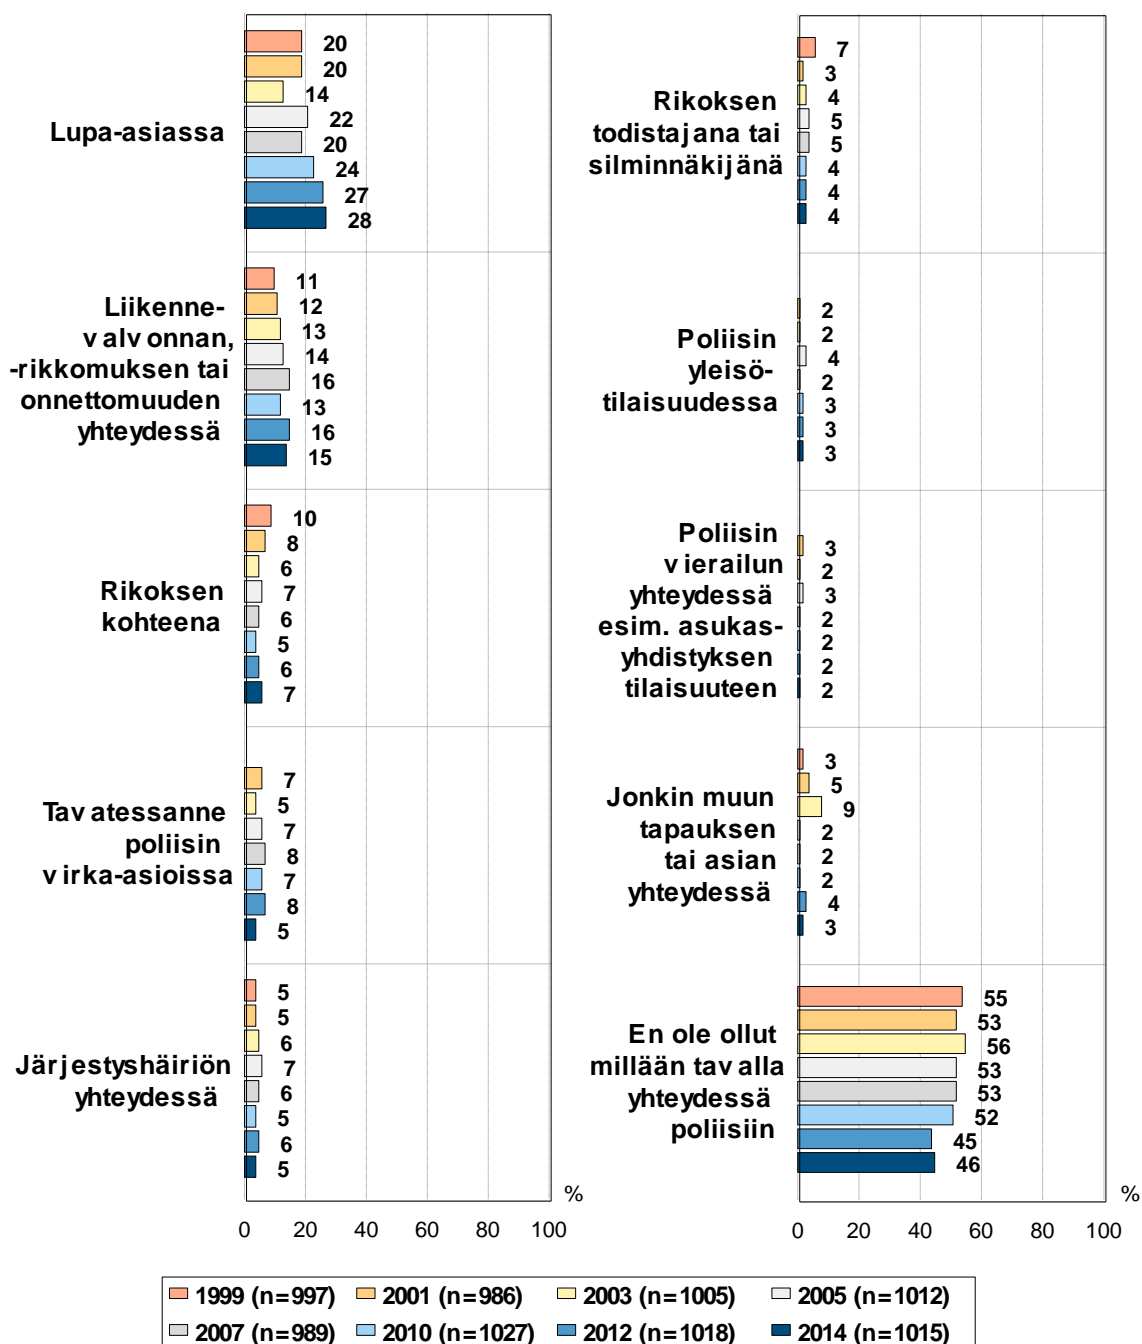 Lupa-asiassa
20
20
14
22
20
24
27
28
Liikenne-
valvonnan,
-rikkomuksen tai
onnettomuuden
yhteydessä
11
12
13
14
16
13
16
15
Rikoksen
kohteena
10
8
6
7
6
5
6
7
Tavatessanne
poliisin
virka-asioissa
7
5
7
8
7
8
5
Järjestyshäiriön
yhteydessä
5
5
6
7
6
5
6
5
%
0 20 40 60 80 100
Rikoksen
todistajana tai
silminnäkijänä
7
3
4
5
5
4
4
4
Poliisin
yleisö-
tilaisuudessa
2
2
4
2
3
3
3
Poliisin
vierailun
yhteydessä
esim. asukas-
yhdistyksen
tilaisuuteen
3
2
3
2
2
2
2
Jonkin muun
tapauksen
tai asian
yhteydessä
3
5
9
2
2
2
4
3
En ole ollut
millään tavalla
yhteydessä
poliisiin
55
53
56
53
53
52
45
46
%
0 20 40 60 80 100
1999 (n=997) 2001 (n=986) 2003 (n=1005) 2005 (n=1012)
2007 (n=989) 2010 (n=1027) 2012 (n=1018) 2014 (n=1015)